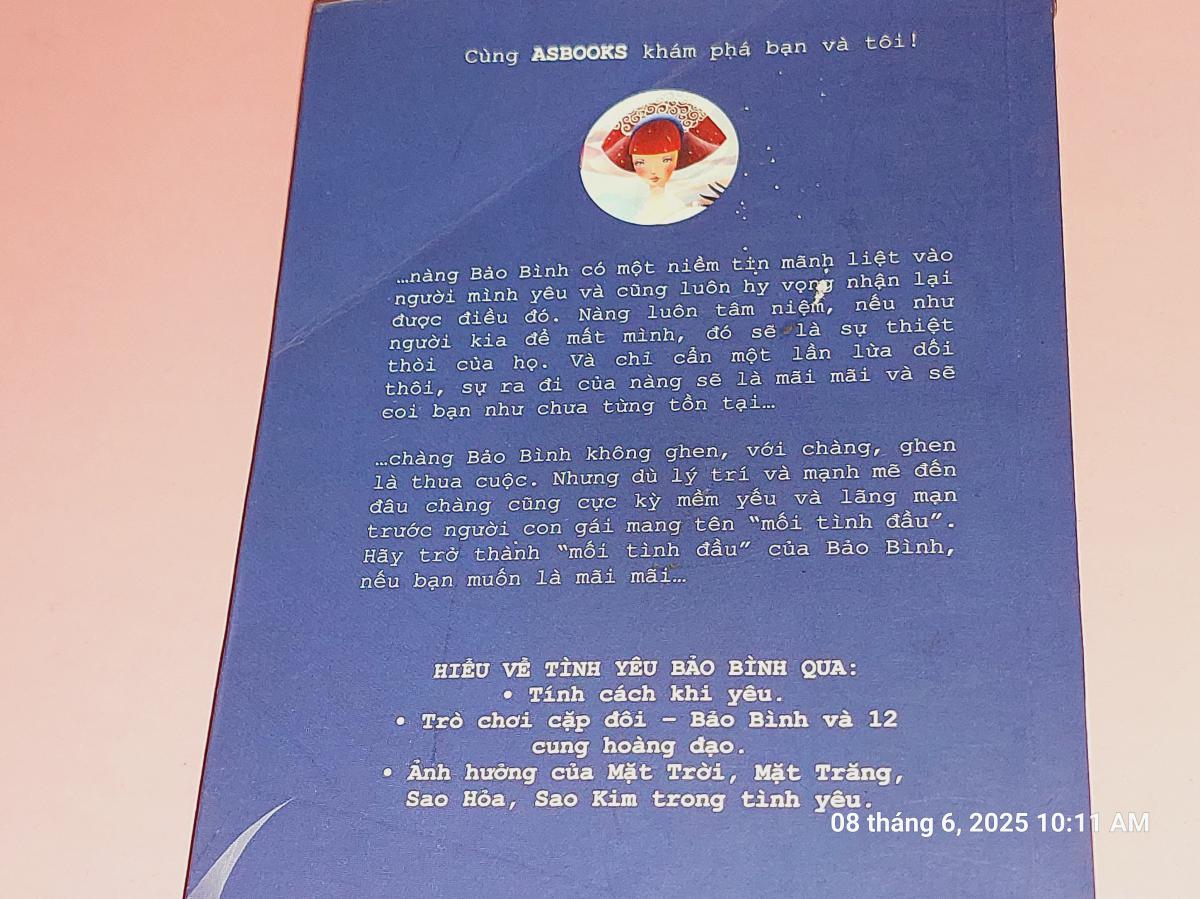 Cùng ASBOOKS khám phá bạn và tôi!
…nàng Bảo Bình có một niềm tin mãnh liệt vào
người mình yêu và cũng luôn hy vọng nhận lại
được điều đó. Nàng luôn tâm niệm, nếu như
người kia để mất mình, đó sẽ là sự thiệt
thòi của họ. Và chỉ cần một lần lừa dối
thôi, sự ra đi của nàng sẽ là mãi mãi và sẽ
coi bạn như chưa từng tồn tại…
…chàng Bảo Bình không ghen, với chàng, ghen
là thua cuộc. Nhưng dù lý trí và mạnh mẽ đến
đâu chàng cũng cực kỳ mềm yếu và lãng mạn
trước người con gái mang tên “mối tình đầu”.
Hãy trở thành “mối tình đầu” của Bảo Bình,
nếu bạn muốn là mãi mãi…
HIỂU VỀ TÌNH YÊU BẢO BÌNH QUA:
• Tính cách khi yêu.
• Trò chơi cặp đôi – Bảo Bình và 12
cung hoàng đạo.
• Ảnh hưởng của Mặt Trời, Mặt Trăng,
Sao Hỏa, Sao Kim trong tình yêu.
08 tháng 6, 2025 10:11 AM